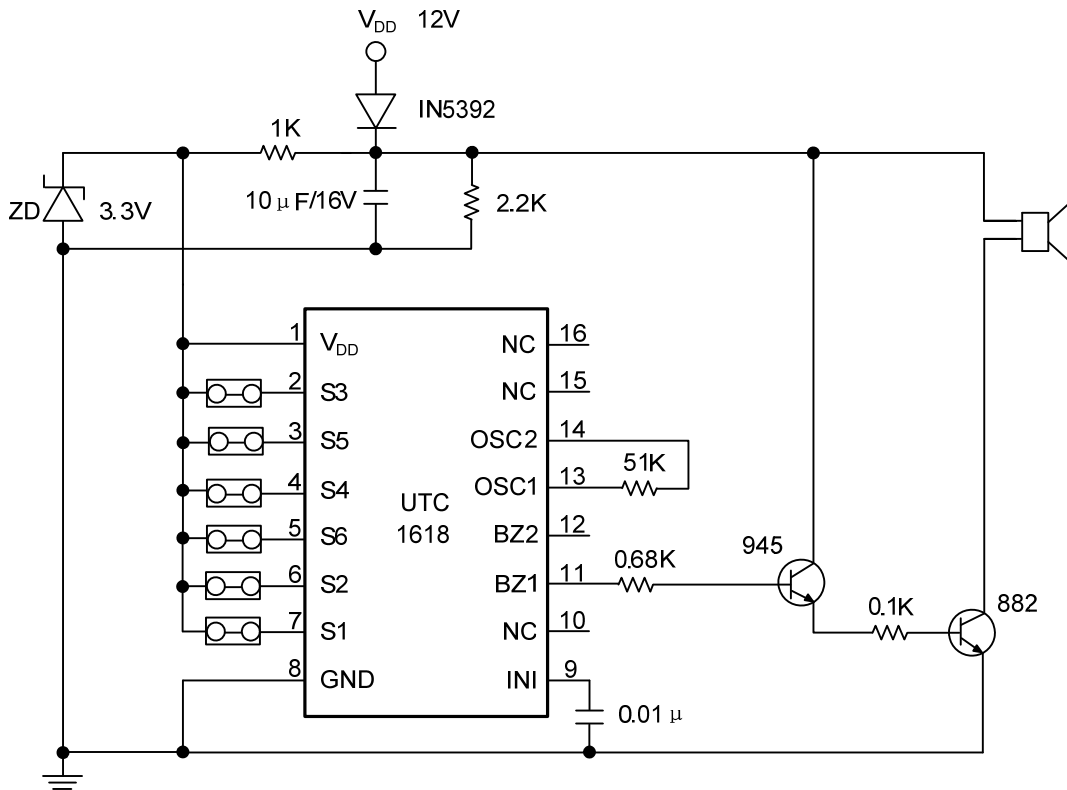 VDD 12V
IN5392
1K
ZD 3.3V
10μF/16V
2.2K
1 VDD
2 S3
3 S5
4 S4
5 S6
6 S2
7 S1
8 GND
UTC
1618
NC 16
NC 15
OSC2 14
OSC1 13
BZ2 12
BZ1 11
NC 10
INI 9
51K
0.68K
945
0.1K
882
0.01μ